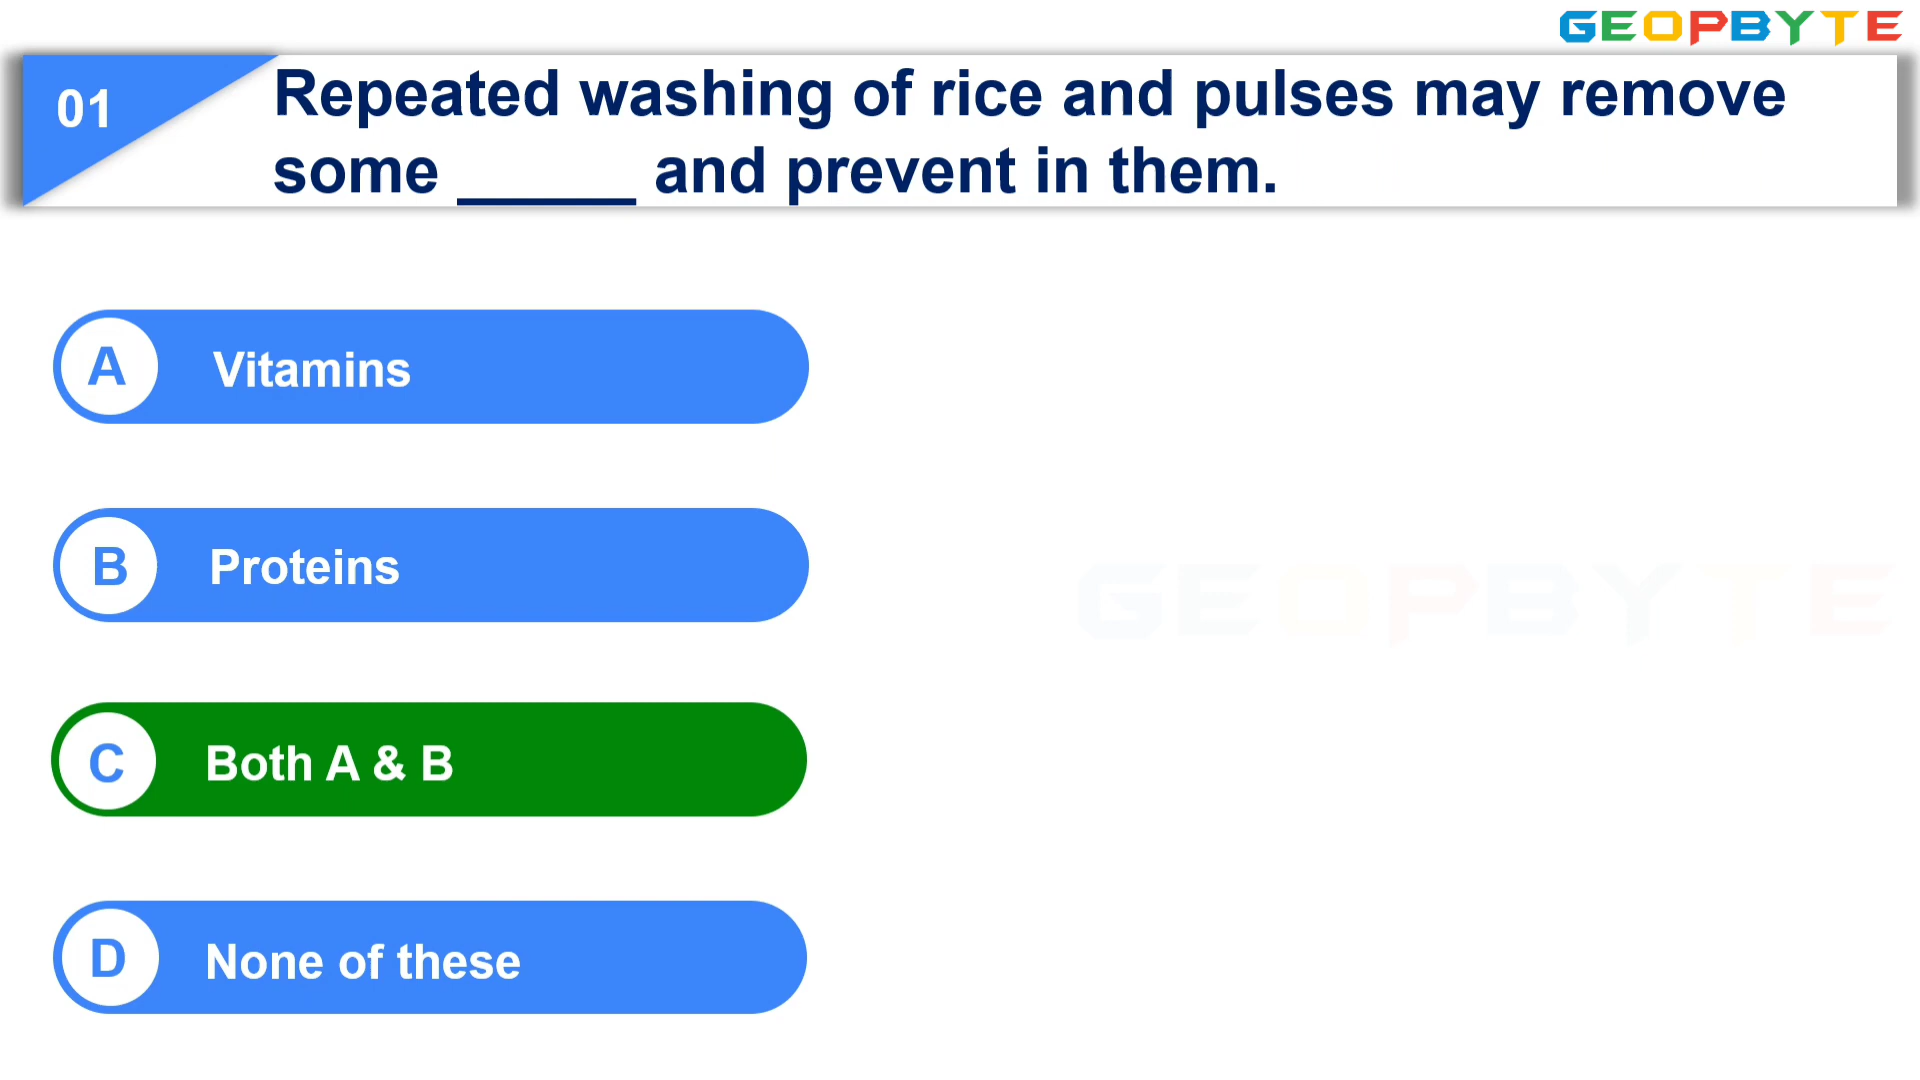 GEOPBYTE
01
Repeated washing of rice and pulses may remove
some _____ and prevent in them.
A Vitamins
B Proteins
GEOPBYTE
C Both A & B
D None of these